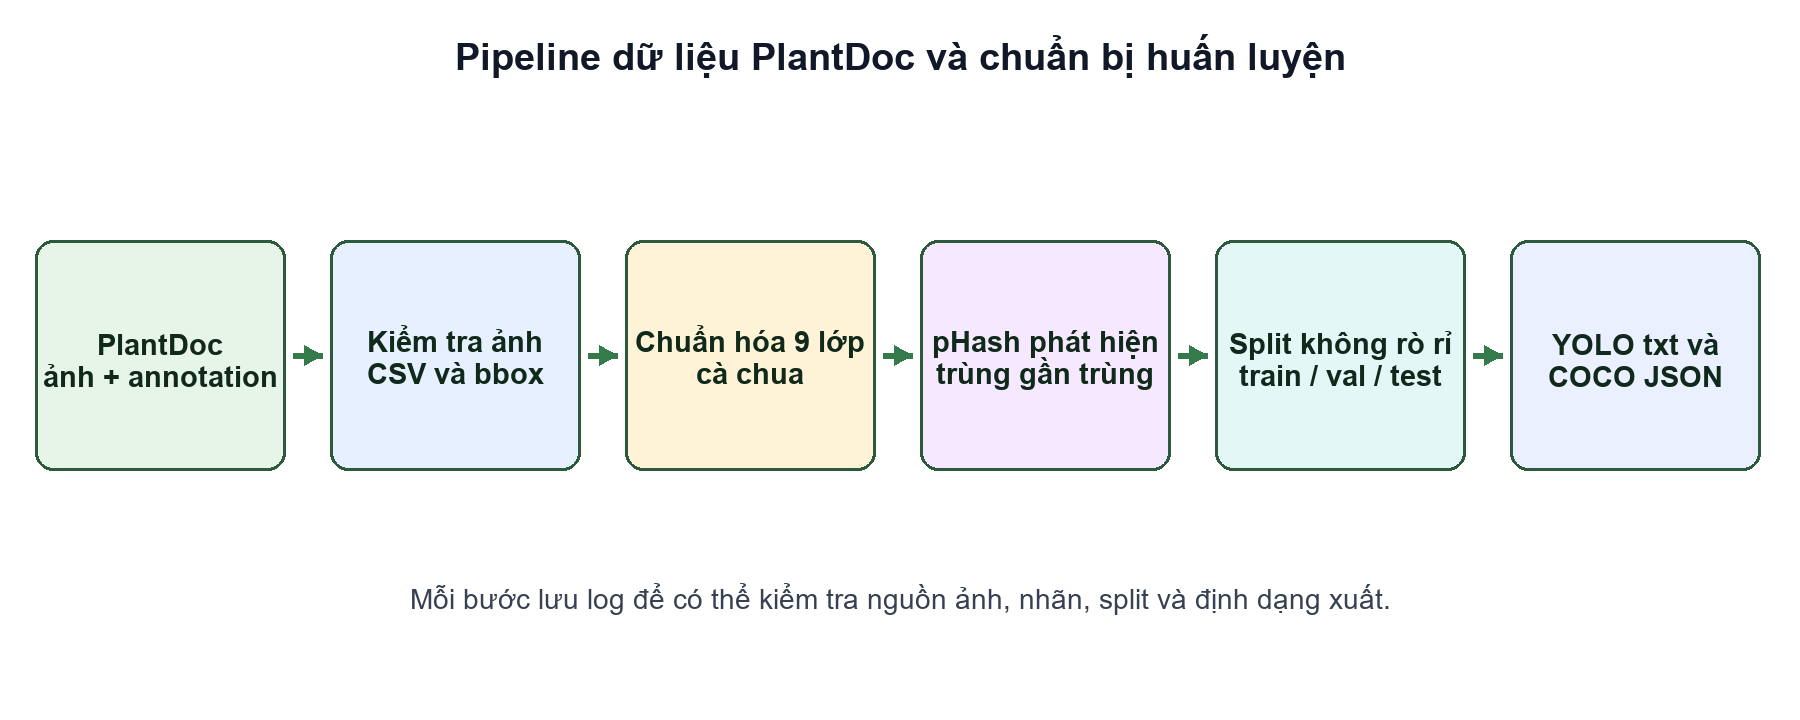 Pipeline dữ liệu PlantDoc và chuẩn bị huấn luyện
PlantDoc
ảnh + annotation
Kiểm tra ảnh
CSV và bbox
Chuẩn hóa 9 lớp
cà chua
pHash phát hiện
trùng gần trùng
Split không rò rỉ
train / val / test
YOLO txt và
COCO JSON
Mỗi bước lưu log để có thể kiểm tra nguồn ảnh, nhãn, split và định dạng xuất.